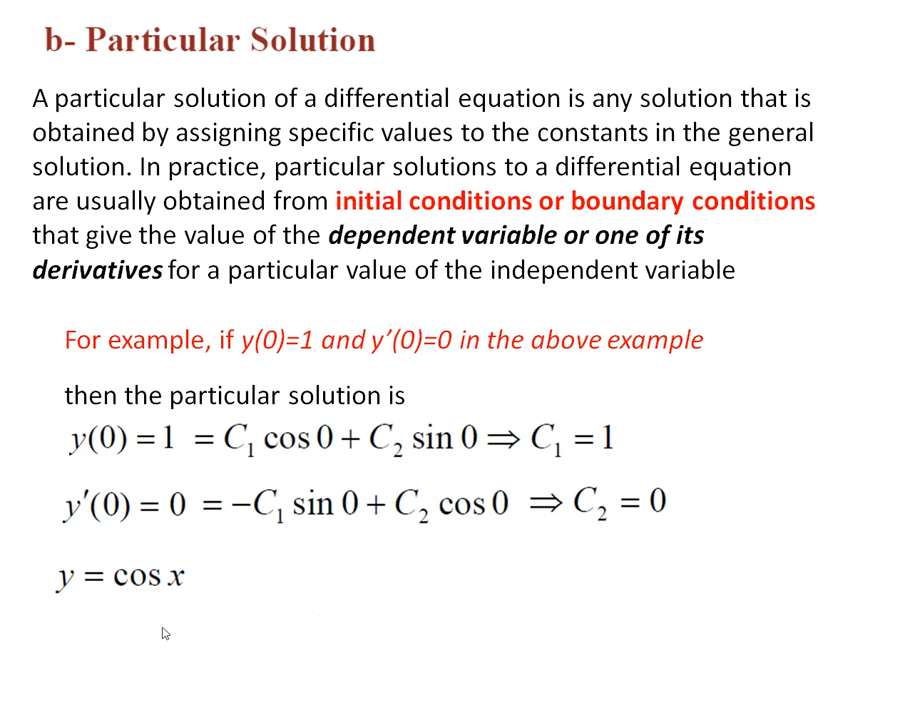 b- Particular Solution
A particular solution of a differential equation is any solution that is
obtained by assigning specific values to the constants in the general
solution. In practice, particular solutions to a differential equation
are usually obtained from initial conditions or boundary conditions
that give the value of the dependent variable or one of its
derivatives for a particular value of the independent variable
For example, if y(0)=1 and y’(0)=0 in the above example
then the particular solution is
y(0) = 1 = C₁ cos 0 + C₂ sin 0 ⇒ C₁ = 1
y′(0) = 0 = −C₁ sin 0 + C₂ cos 0 ⇒ C₂ = 0
y = cos x